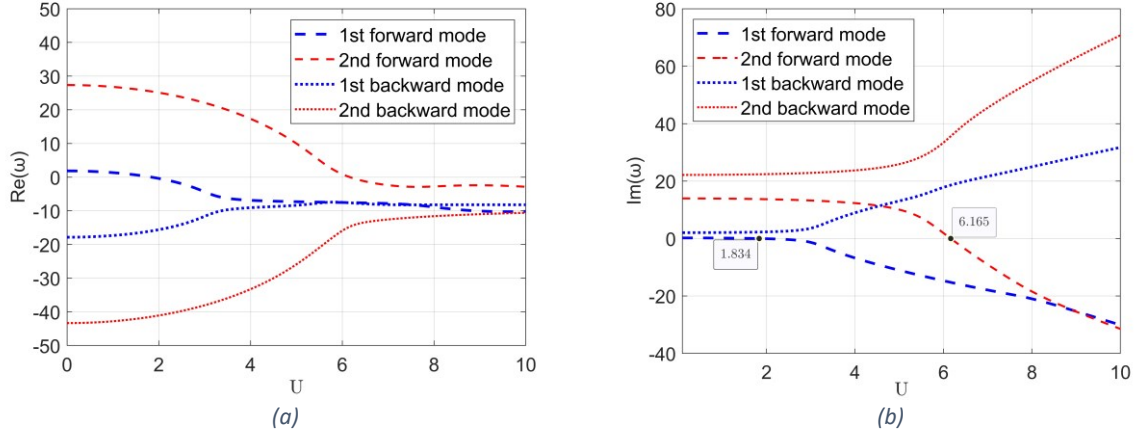 50
40
30
20
10
0
-10
-20
-30
-40
-50
Re(ω)
0 2 4 6 8 10
U
1st forward mode
2nd forward mode
1st backward mode
2nd backward mode
(a)
80
60
40
20
0
-20
-40
Im(ω)
2 4 6 8 10
U
1st forward mode
2nd forward mode
1st backward mode
2nd backward mode
6.165
1.834
(b)